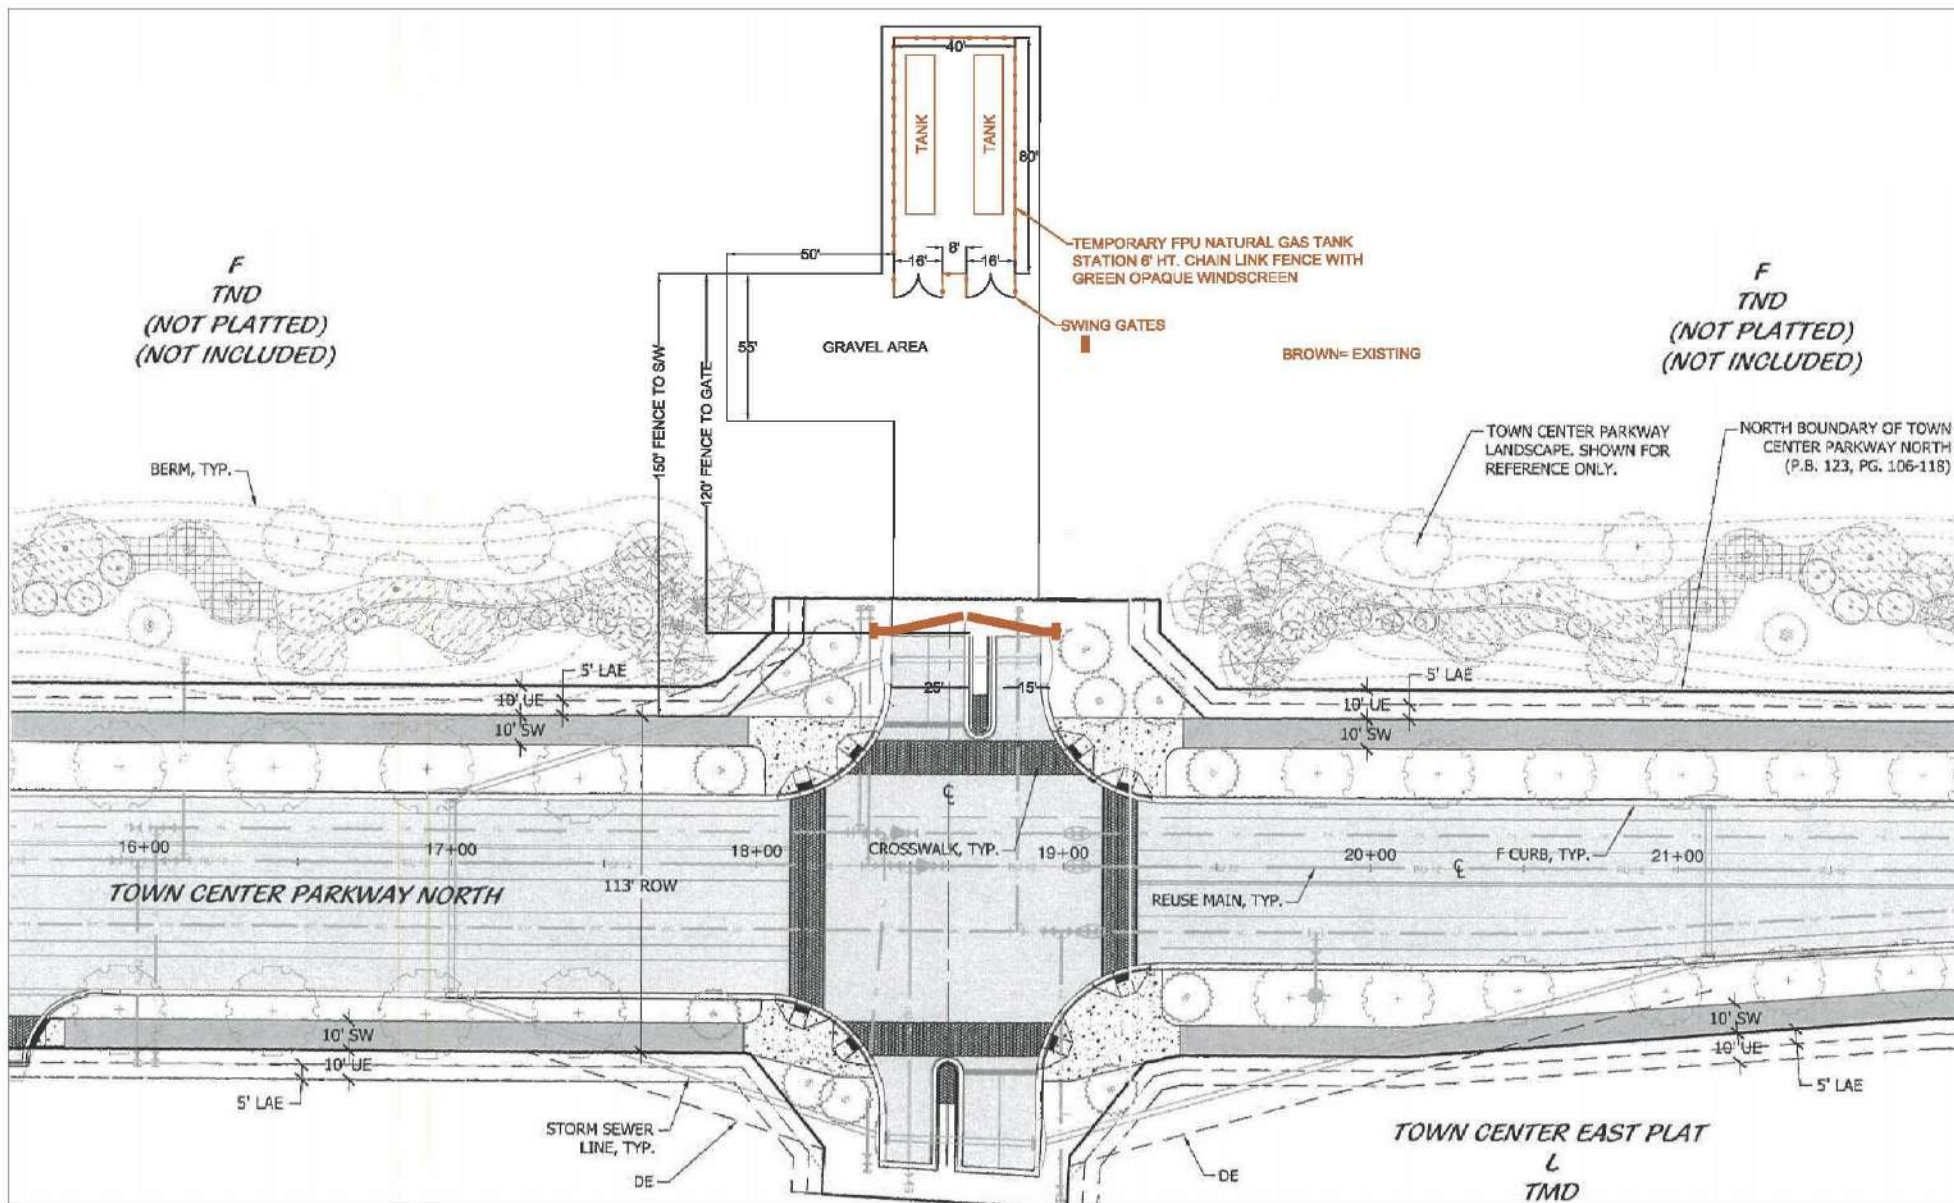 40'
TANK
TANK
80'
TEMPORARY FPU NATURAL GAS TANK
STATION 6' HT. CHAIN LINK FENCE WITH
GREEN OPAQUE WINDSCREEN
50'
8'
16'
16'
F
TND
(NOT PLATTED)
(NOT INCLUDED)
F
TND
(NOT PLATTED)
(NOT INCLUDED)
SWING GATES
55'
GRAVEL AREA
BROWN= EXISTING
150' FENCE TO S/W
120' FENCE TO GATE
TOWN CENTER PARKWAY
LANDSCAPE. SHOWN FOR
REFERENCE ONLY.
NORTH BOUNDARY OF TOWN
CENTER PARKWAY NORTH
(P.B. 123, PG. 106-118)
BERM, TYP.
5' LAE
10' UE
10' SW
25'
15'
5' LAE
10' UE
10' SW
16+00
17+00
18+00
CROSSWALK, TYP.
19+00
20+00
F CURB, TYP.
21+00
TOWN CENTER PARKWAY NORTH
113' ROW
REUSE MAIN, TYP.
10' SW
10' UE
5' LAE
10' SW
10' UE
5' LAE
STORM SEWER
LINE, TYP.
DE
DE
TOWN CENTER EAST PLAT
L
TMD